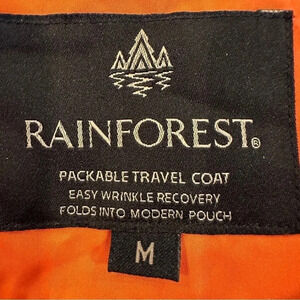 RAINFOREST®
PACKABLE TRAVEL COAT
EASY WRINKLE RECOVERY
FOLDS INTO MODERN POUCH
M